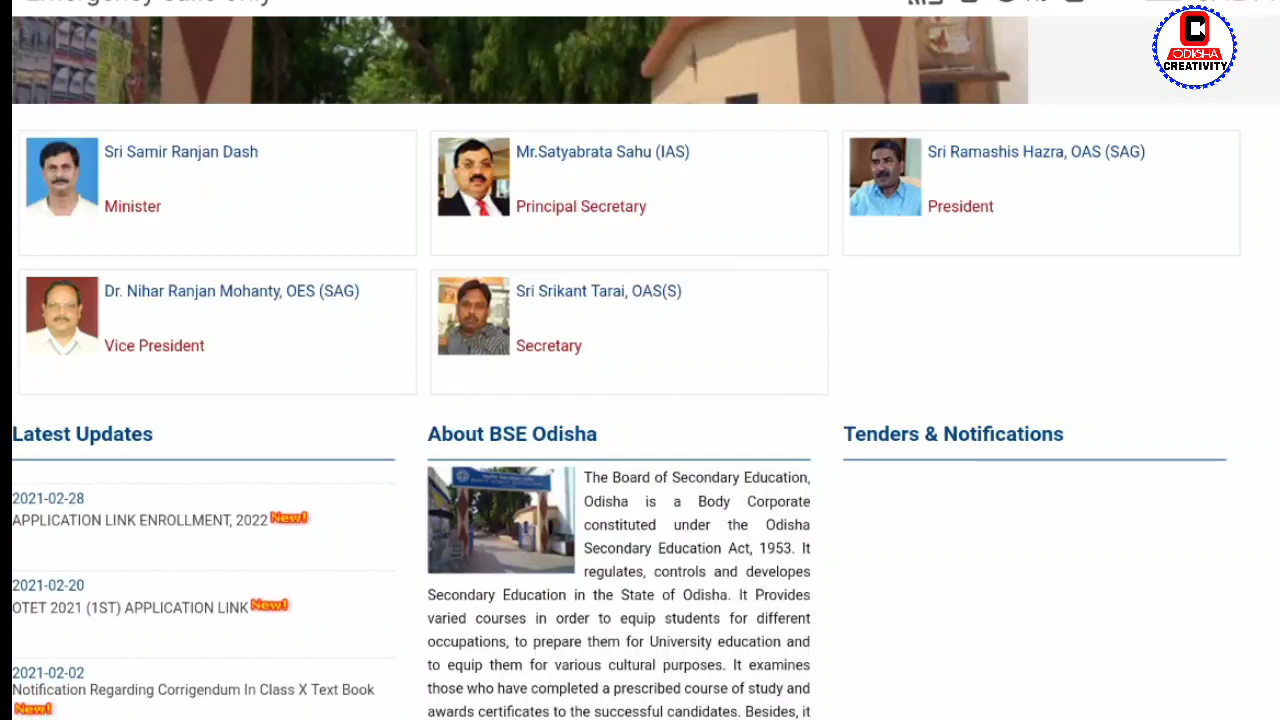 Emergency calls only
ODISHA
CREATIVITY
Sri Samir Ranjan Dash
Minister
Mr.Satyabrata Sahu (IAS)
Principal Secretary
Sri Ramashis Hazra, OAS (SAG)
President
Dr. Nihar Ranjan Mohanty, OES (SAG)
Vice President
Sri Srikant Tarai, OAS(S)
Secretary
Latest Updates
2021-02-28
APPLICATION LINK ENROLLMENT, 2022 New!
2021-02-20
OTET 2021 (1ST) APPLICATION LINK New!
2021-02-02
Notification Regarding Corrigendum In Class X Text Book
New!
About BSE Odisha
The Board of Secondary Education,
Odisha is a Body Corporate
constituted under the Odisha
Secondary Education Act, 1953. It
regulates, controls and developes
Secondary Education in the State of Odisha. It Provides
varied courses in order to equip students for different
occupations, to prepare them for University education and
to equip them for various cultural purposes. It examines
those who have completed a prescribed course of study and
awards certificates to the successful candidates. Besides, it
Tenders & Notifications